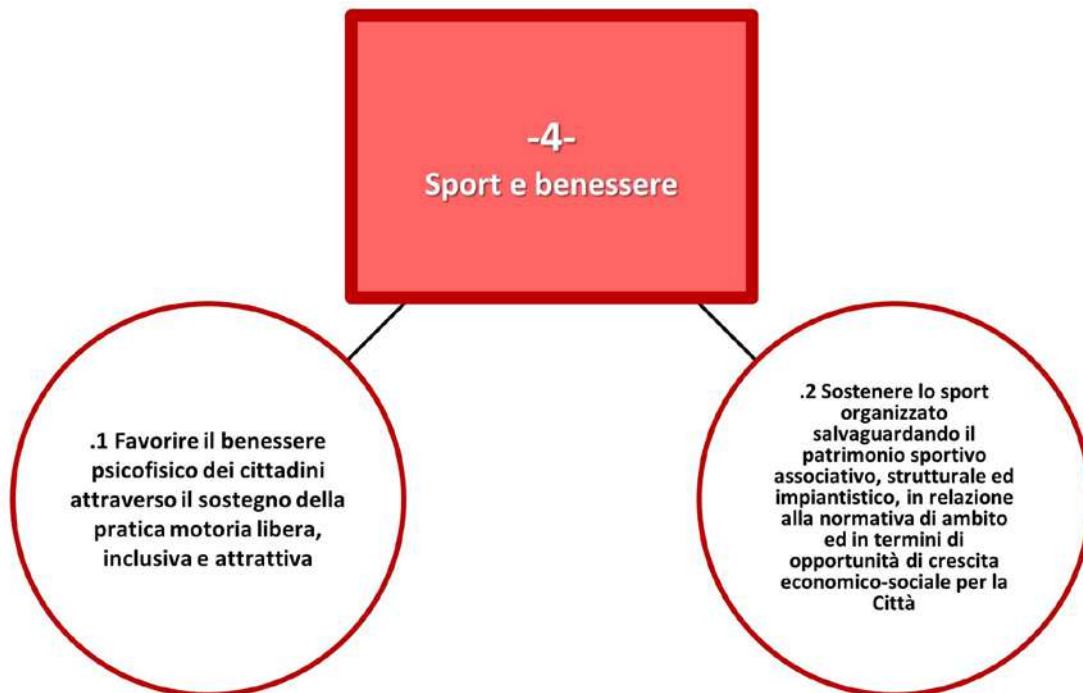 -4-
Sport e benessere
.1 Favorire il benessere
psicofisico dei cittadini
attraverso il sostegno della
pratica motoria libera,
inclusiva e attrattiva
.2 Sostenere lo sport
organizzato
salvaguardando il
patrimonio sportivo
associativo, strutturale ed
impiantistico, in relazione
alla normativa di ambito
ed in termini di
opportunità di crescita
economico-sociale per la
Città